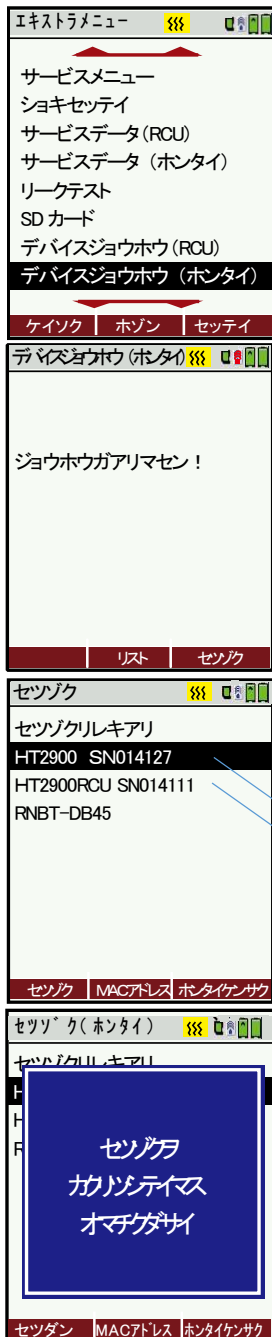 エキストラメニュー
サービスメニュー
ショキセッテイ
サービスデータ(RCU)
サービスデータ (ホンタイ)
リークテスト
SD カード
デバイスジョウホウ(RCU)
デバイスジョウホウ (ホンタイ)
ケイソク ホゾン セッテイ
デバイスジョウホウ(ホンタイ)
ジョウホウガアリマセン!
リスト セツゾク
セツゾク
セツゾクリレキアリ
HT2900 SN014127
HT2900RCU SN014111
RNBT-DB45
セツゾク MACアドレス ホンタイケンサク
セツゾク(ホンタイ)
セツゾクリレキアリ
H
H
R
セツゾクヲ
カクリツシテイマス
オマチクダサイ
セツダン MACアドレス ホンタイケンサク